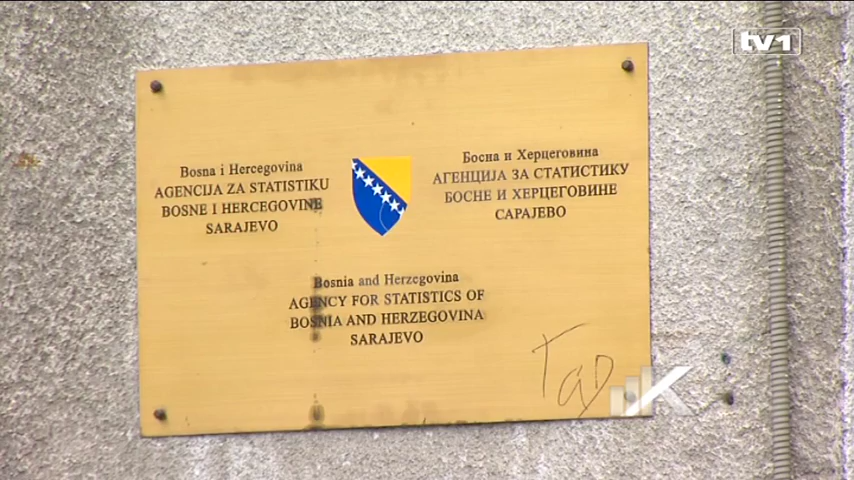 tv1
Bosna i Hercegovina
AGENCIJA ZA STATISTIKU
BOSNE I HERCEGOVINE
SARAJEVO
Босна и Херцеговина
АГЕНЦИЈА ЗА СТАТИСТИКУ
БОСНЕ И ХЕРЦЕГОВИНЕ
САРАЈЕВО
Bosnia and Herzegovina
AGENCY FOR STATISTICS OF
BOSNIA AND HERZEGOVINA
SARAJEVO
K